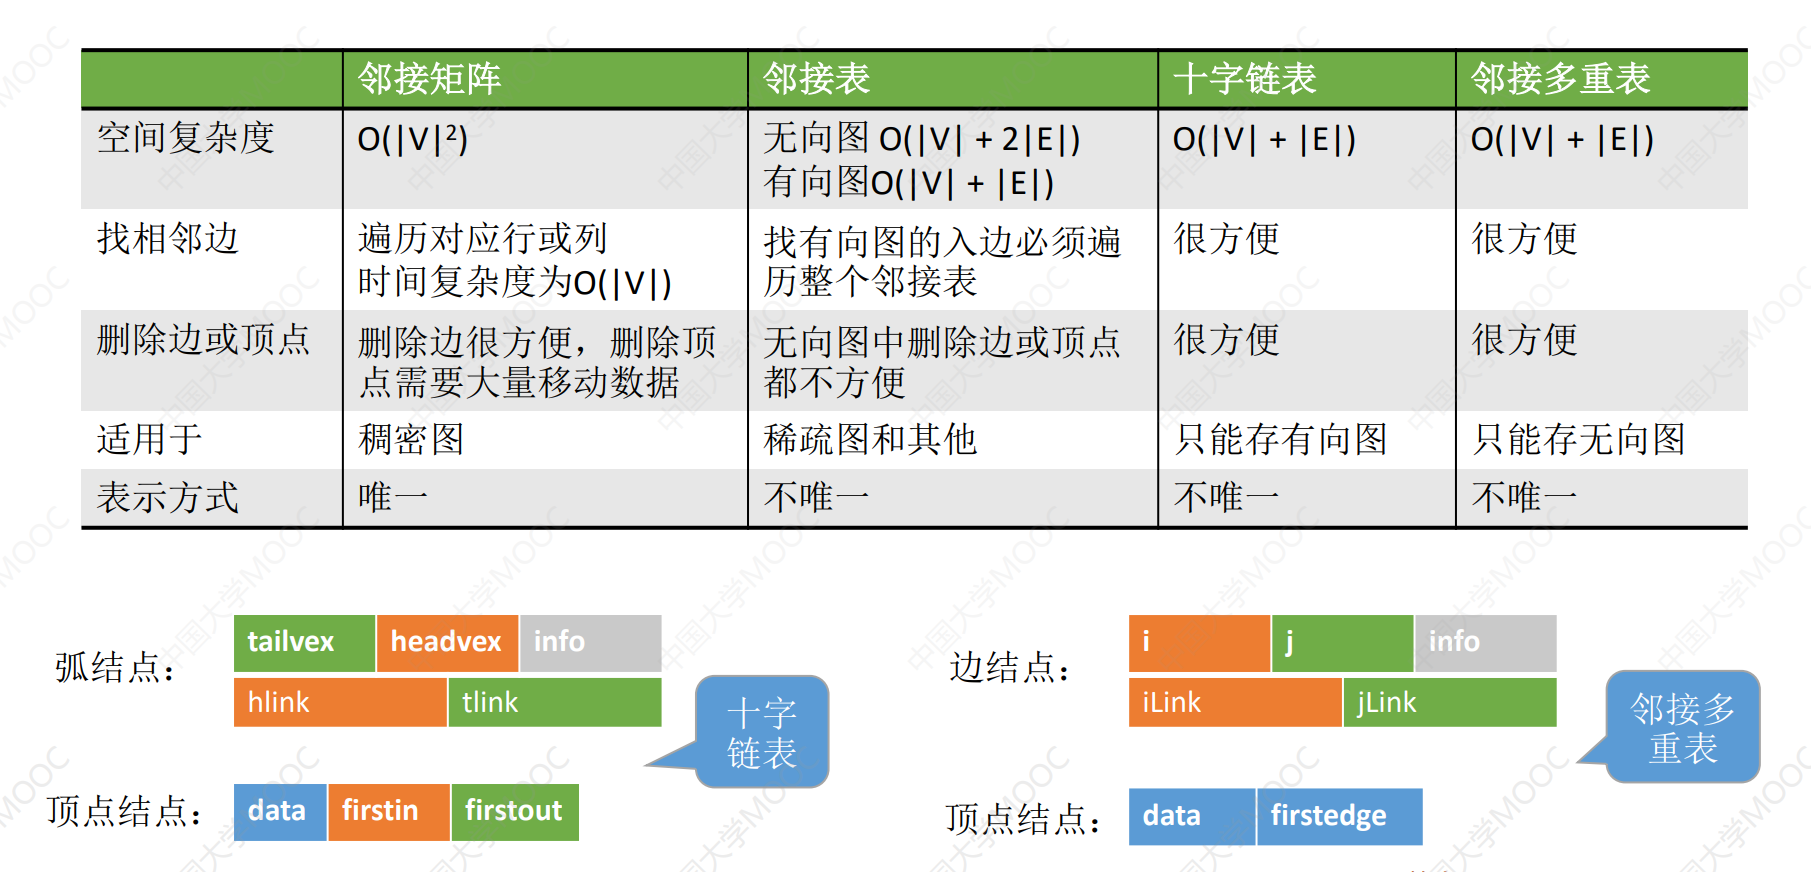 邻接矩阵 邻接表 十字链表 邻接多重表
空间复杂度 O(|V|²) 无向图 O(|V| + 2|E|) O(|V| + |E|) O(|V| + |E|)
有向图O(|V| + |E|)
找相邻边 遍历对应行或列 找有向图的入边必须遍 很方便 很方便
时间复杂度为O(|V|) 历整个邻接表
删除边或顶点 删除边很方便，删除顶 无向图中删除边或顶点 很方便 很方便
点需要大量移动数据 都不方便
适用于 稠密图 稀疏图和其他 只能存有向图 只能存无向图
表示方式 唯一 不唯一 不唯一 不唯一
弧结点： tailvex headvex info
hlink tlink
十字
链表
顶点结点： data firstin firstout
边结点： i j info
iLink jLink
邻接多
重表
顶点结点： data firstedge
中国大学MOOC